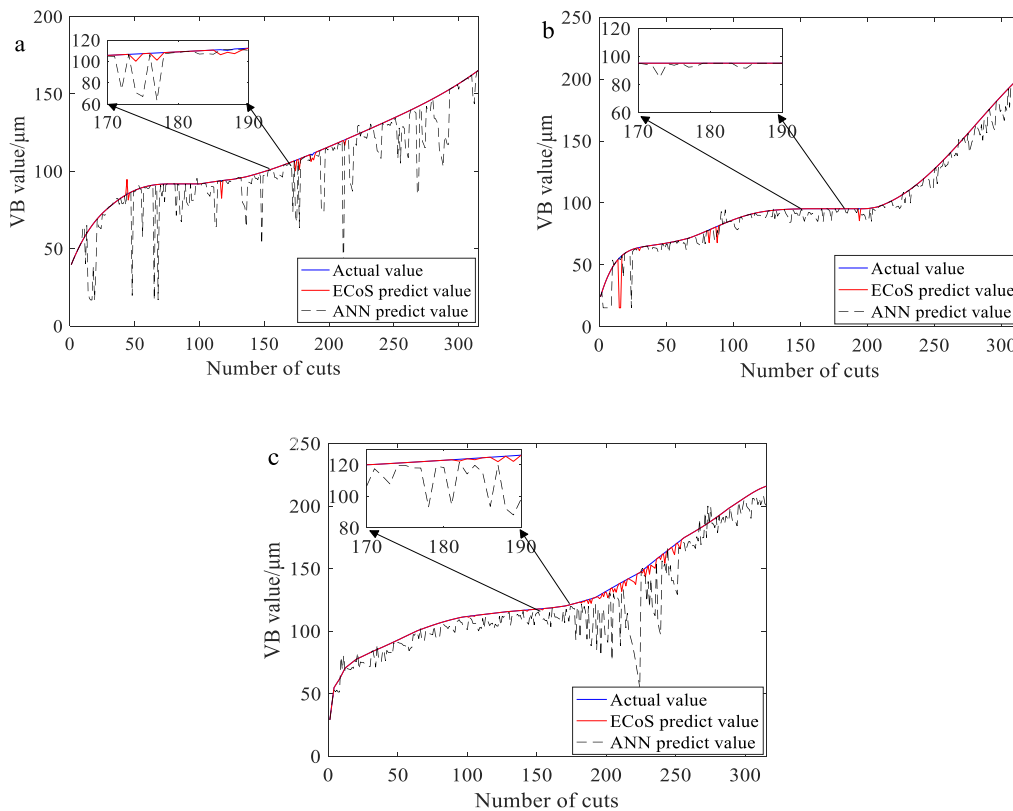 a
200
150
100
50
0
VB value/μm
120
100
80
60
170 180 190
Actual value
ECoS predict value
ANN predict value
0 50 100 150 200 250 300
Number of cuts
b
250
200
150
100
50
0
VB value/μm
120
100
80
60
170 180 190
Actual value
ECoS predict value
ANN predict value
0 50 100 150 200 250 300
Number of cuts
c
250
200
150
100
50
0
VB value/μm
120
100
80
170 180 190
Actual value
ECoS predict value
ANN predict value
0 50 100 150 200 250 300
Number of cuts